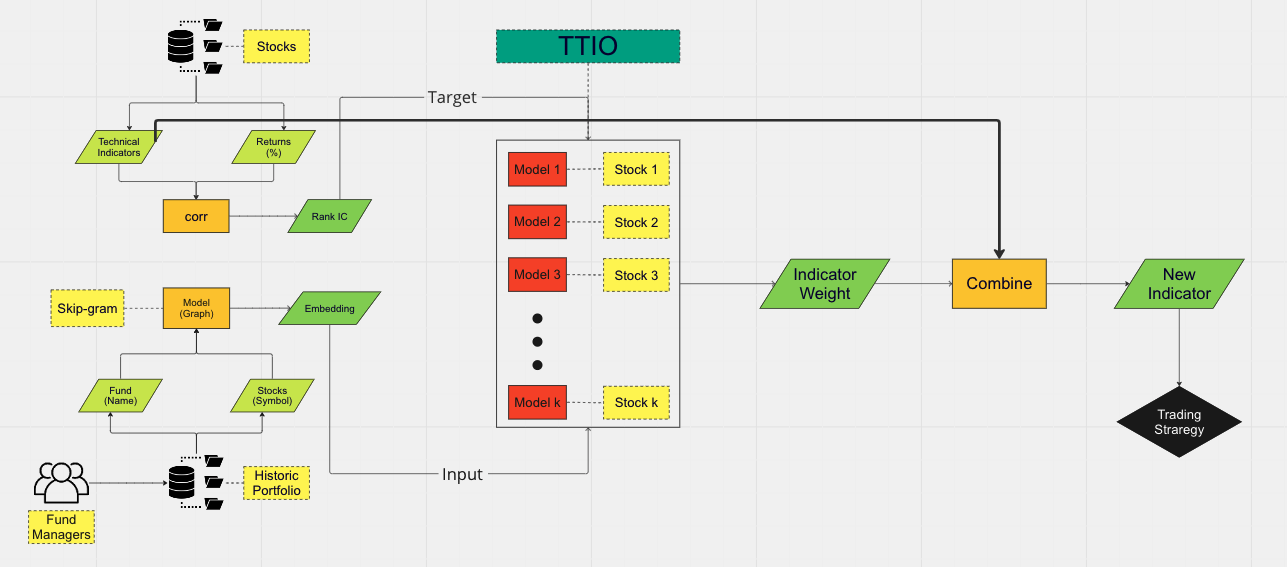 Stocks
TTIO
Target
Technical
Indicators
Returns
(%)
corr
Rank IC
Model 1
Stock 1
Model 2
Stock 2
Model 3
Stock 3
Model k
Stock k
Skip-gram
Model
(Graph)
Embedding
Fund
(Name)
Stocks
(Symbol)
Historic
Portfolio
Fund
Managers
Input
Indicator
Weight
Combine
New
Indicator
Trading
Straregy